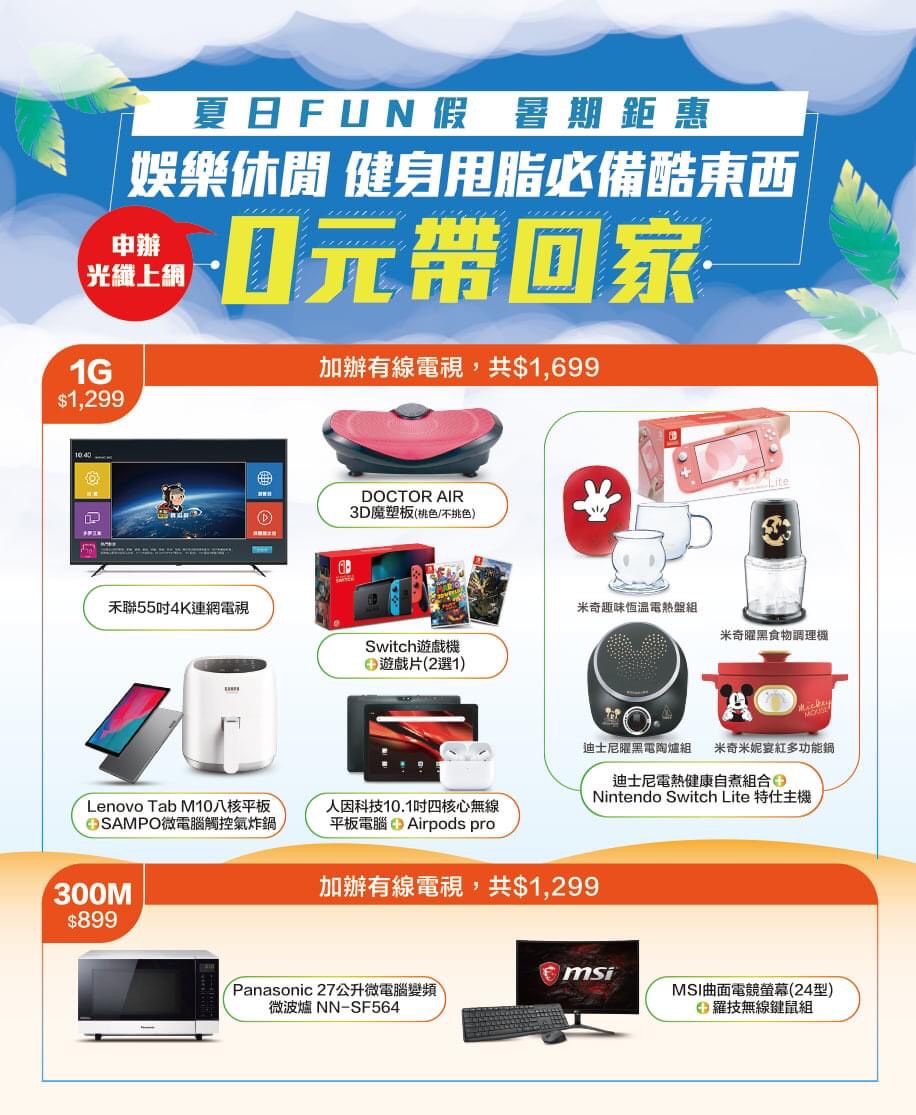 夏日FUN假 暑期鉅惠
娛樂休閒 健身甩脂必備酷東西
申辦
光纖上網
0元帶回家
1G
$1,299
加辦有線電視，共$1,699
10:40
禾聯55吋4K連網電視
DOCTOR AIR
3D魔塑板(桃色/不挑色)
SWITCH
Switch遊戲機
+遊戲片(2選1)
SAMPO
Lenovo Tab M10八核平板
+SAMPO微電腦觸控氣炸鍋
人因科技10.1吋四核心無線
平板電腦+Airpods pro
Lite
米奇趣味恆溫電熱盤組
米奇曜黑食物調理機
迪士尼曜黑電陶爐組
Mickey
MOUSE
米奇米妮宴紅多功能鍋
迪士尼電熱健康自煮組合+
Nintendo Switch Lite 特仕主機
300M
$899
加辦有線電視，共$1,299
Panasonic
Panasonic 27公升微電腦變頻
微波爐 NN-SF564
msi
MSI曲面電競螢幕(24型)
+羅技無線鍵鼠組